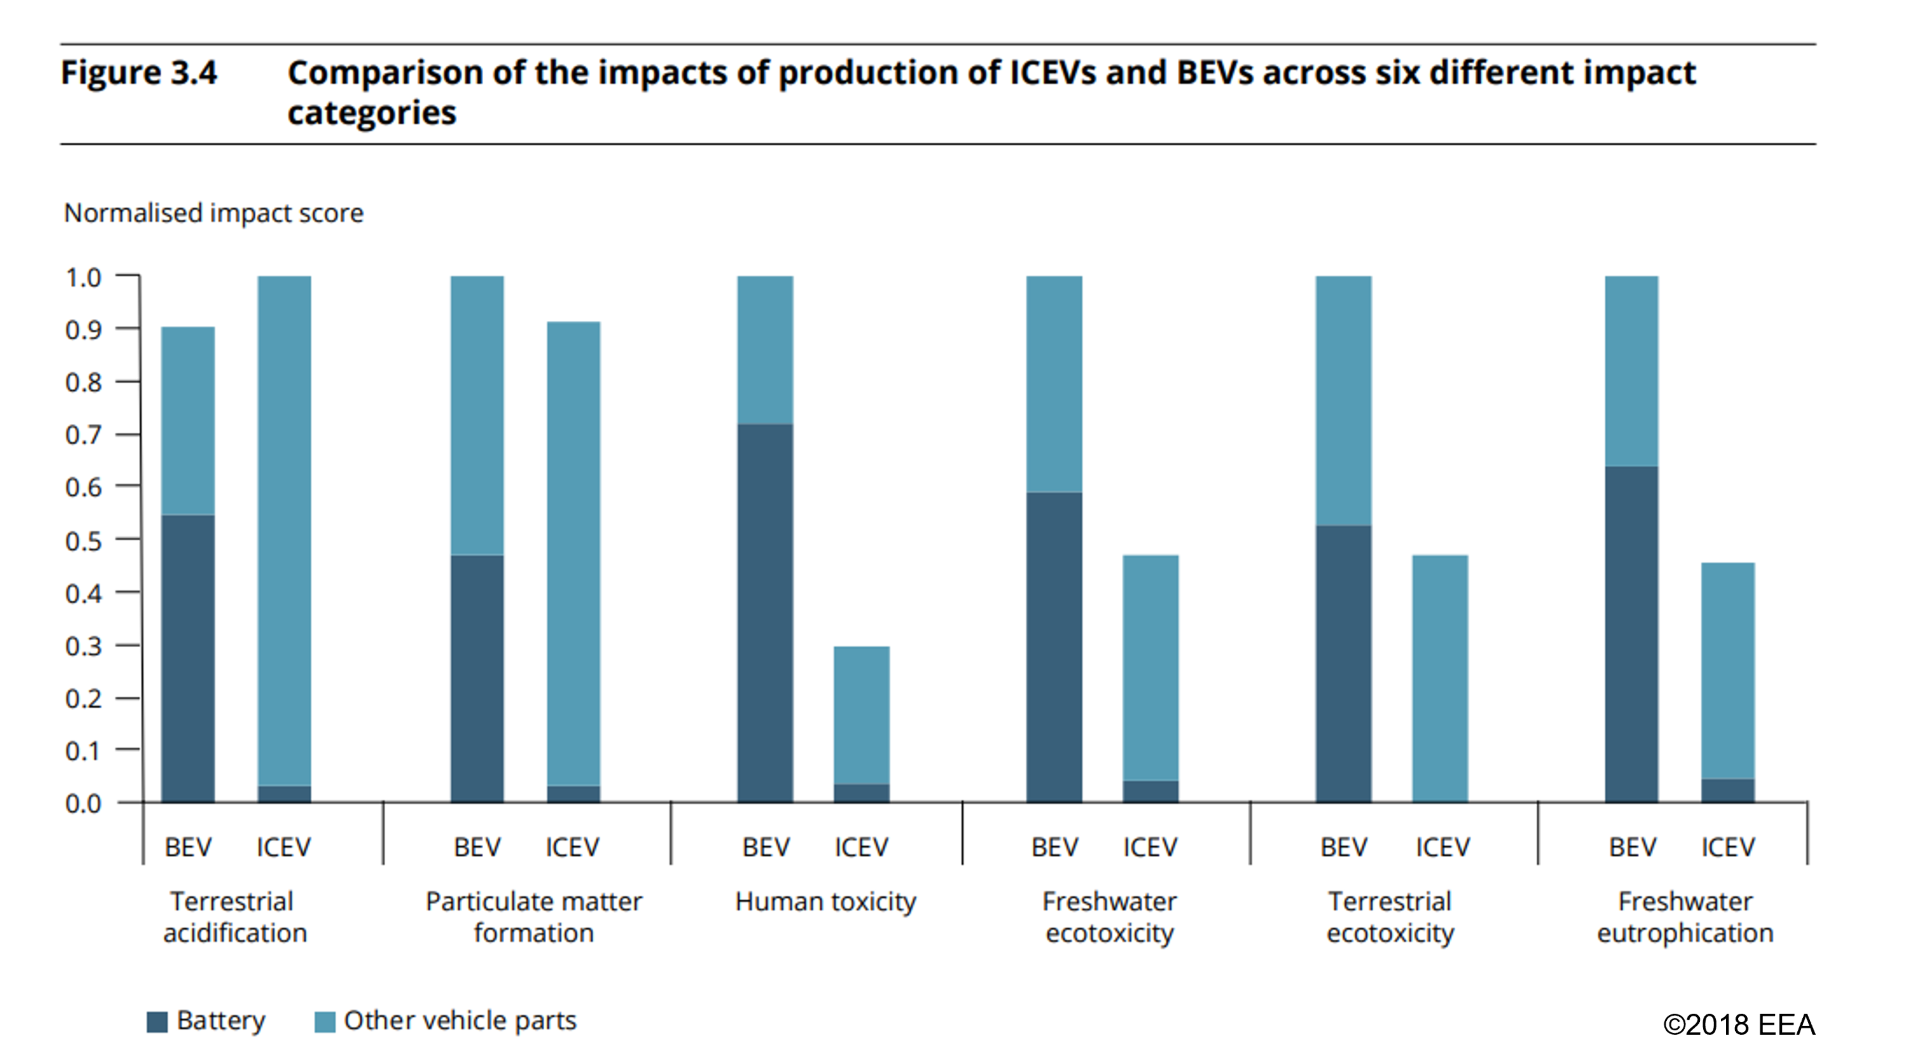 Figure 3.4 Comparison of the impacts of production of ICEVs and BEVs across six different impact
categories
Normalised impact score
1.0
0.9
0.8
0.7
0.6
0.5
0.4
0.3
0.2
0.1
0.0
BEV ICEV BEV ICEV BEV ICEV BEV ICEV BEV ICEV BEV ICEV
Terrestrial
acidification
Particulate matter
formation
Human toxicity
Freshwater
ecotoxicity
Terrestrial
ecotoxicity
Freshwater
eutrophication
Battery Other vehicle parts
©2018 EEA